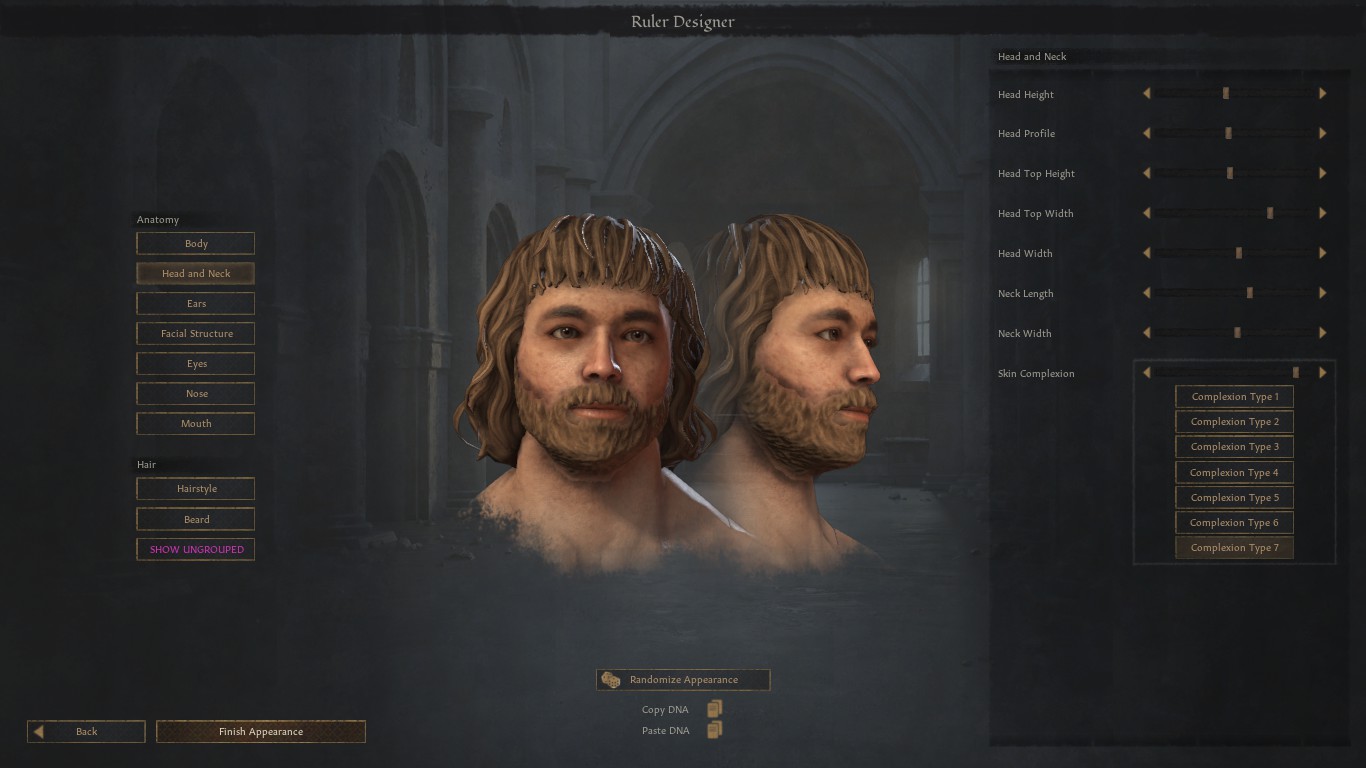 Ruler Designer
Anatomy
Body
Head and Neck
Ears
Facial Structure
Eyes
Nose
Mouth
Hair
Hairstyle
Beard
SHOW UNGROUPED
Head and Neck
Head Height
Head Profile
Head Top Height
Head Top Width
Head Width
Neck Length
Neck Width
Skin Complexion
Complexion Type 1
Complexion Type 2
Complexion Type 3
Complexion Type 4
Complexion Type 5
Complexion Type 6
Complexion Type 7
Randomize Appearance
Copy DNA
Paste DNA
Back
Finish Appearance